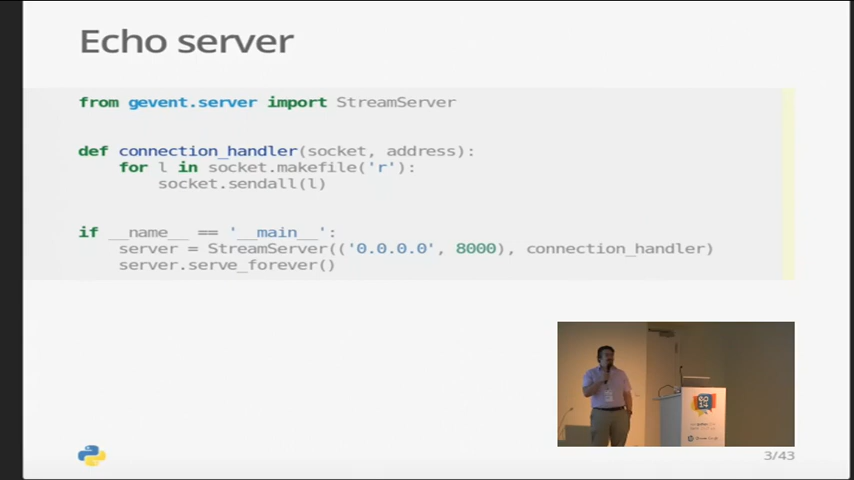 Echo server
from gevent.server import StreamServer
def connection_handler(socket, address):
for l in socket.makefile('r'):
socket.sendall(l)
if __name__ == '__main__':
server = StreamServer(('0.0.0.0', 8000), connection_handler)
server.serve_forever()
3/43